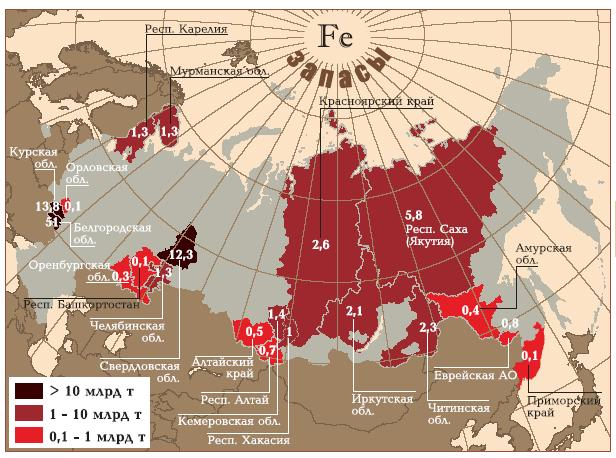 Fe
Запасы
Респ. Карелия
Мурманская обл.
Красноярский край
1,3
1,3
Курская
обл.
Орловская
обл.
13,8
0,1
51
Белгородская
обл.
5,8
Респ. Саха
(Якутия)
2,6
12,3
Амурская
обл.
Оренбургская
обл.
0,1
0,3
1,3
Респ. Башкортостан
Челябинская
обл.
Свердловская
обл.
1,4
0,5
1
0,7
2,1
2,3
0,4
0,8
0,1
Алтайский
край
Респ. Алтай
Кемеровская обл.
Респ. Хакасия
Иркутская
обл.
Читинская
обл.
Еврейская АО
Приморский
край
> 10 млрд т
1 - 10 млрд т
0,1 - 1 млрд т